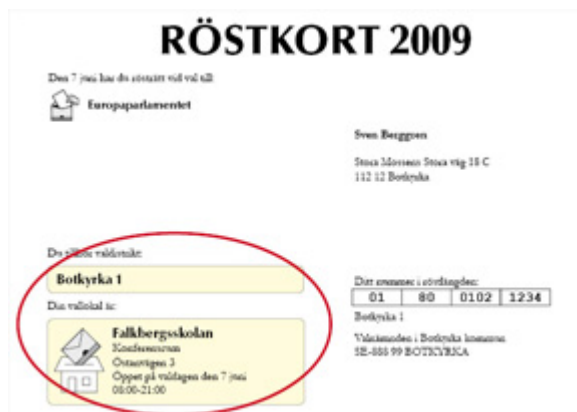 RÖSTKORT 2009
Den 7 juni har du rösträtt vid val till:
Europaparlamentet
Sven Berggren
Stora Mossens Stora väg 18 C
112 12 Botkyrka
Du tillhör valdistrikt:
Botkyrka 1
Din vallokal är:
Falkbergsskolan
Konferensrum
3
Öppet på valdagen den 7 juni
08:00-21:00
Ditt nummer i röstlängden:
01 80 0102 1234
Botkyrka 1
Valnämnden i Botkyrka kommun
SE-888 99 BOTKYRKA